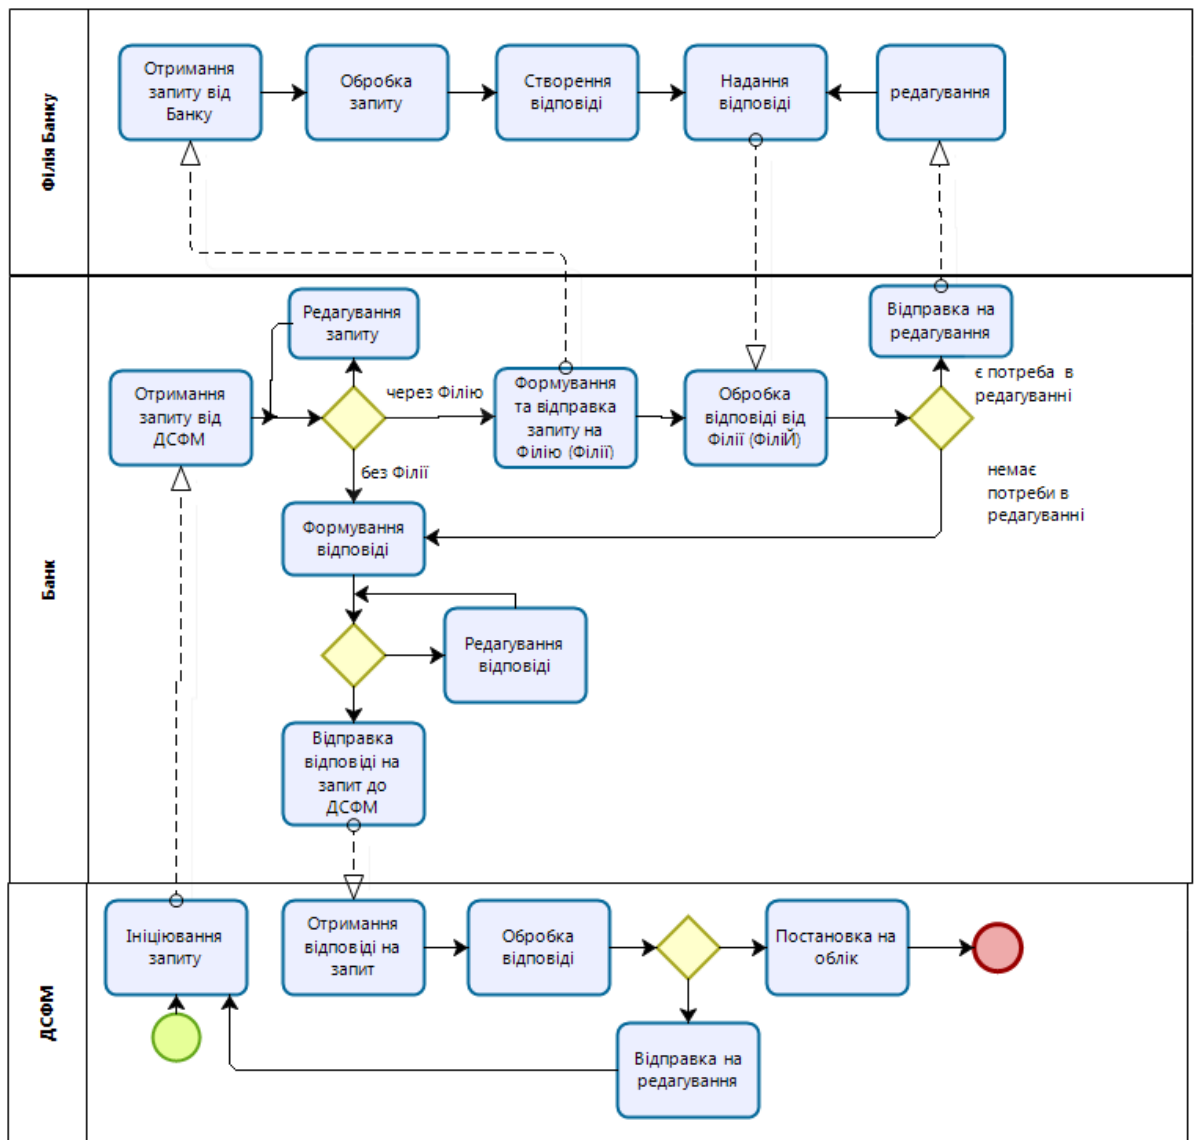 Філія Банку
Отримання
запиту від
Банку
Обробка
запиту
Створення
відповіді
Надання
відповіді
редагування
Банк
Редагування
запиту
Відправка на
редагування
Отримання
запиту від
ДСФМ
через Філію
Формування
та відправка
запиту на
Філію (Філії)
Обробка
відповіді від
Філії (ФіліЙ)
є потреба в
редагуванні
без Філії
немає
потреби в
редагуванні
Формування
відповіді
Редагування
відповіді
Відправка
відповіді на
запит до
ДСФМ
ДСФМ
Ініціювання
запиту
Отримання
відповіді на
запит
Обробка
відповіді
Постановка на
облік
Відправка на
редагування